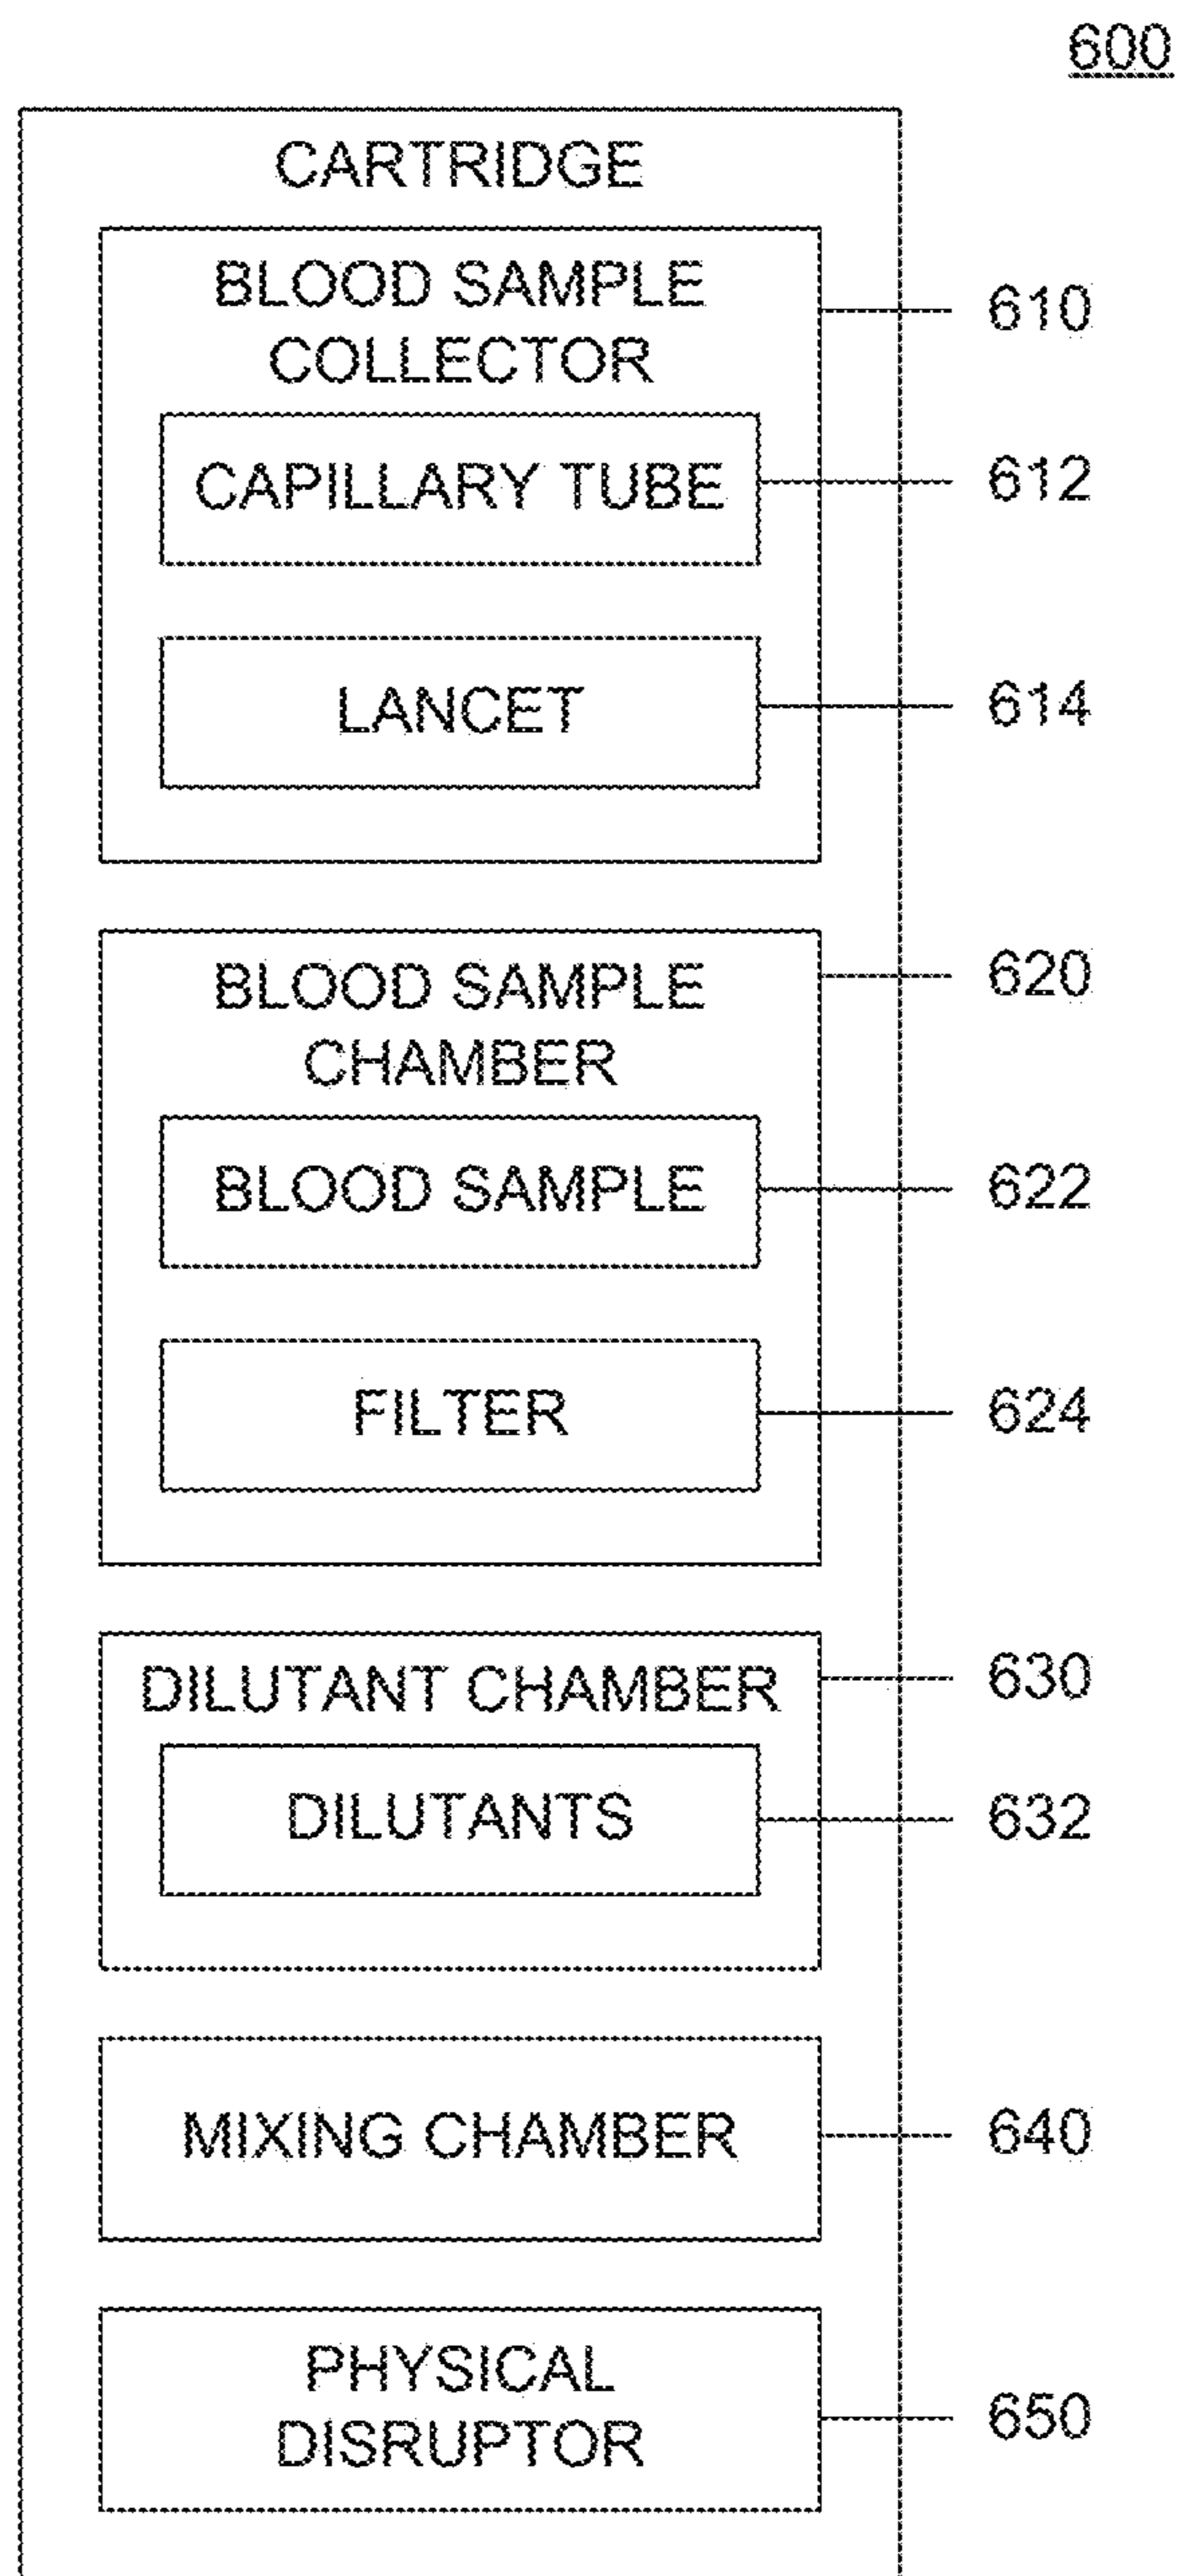 600
CARTRIDGE
BLOOD SAMPLE
COLLECTOR
610
CAPILLARY TUBE
612
LANCET
614
BLOOD SAMPLE
CHAMBER
620
BLOOD SAMPLE
622
FILTER
624
DILUTANT CHAMBER
630
DILUTANTS
632
MIXING CHAMBER
640
PHYSICAL
DISRUPTOR
650